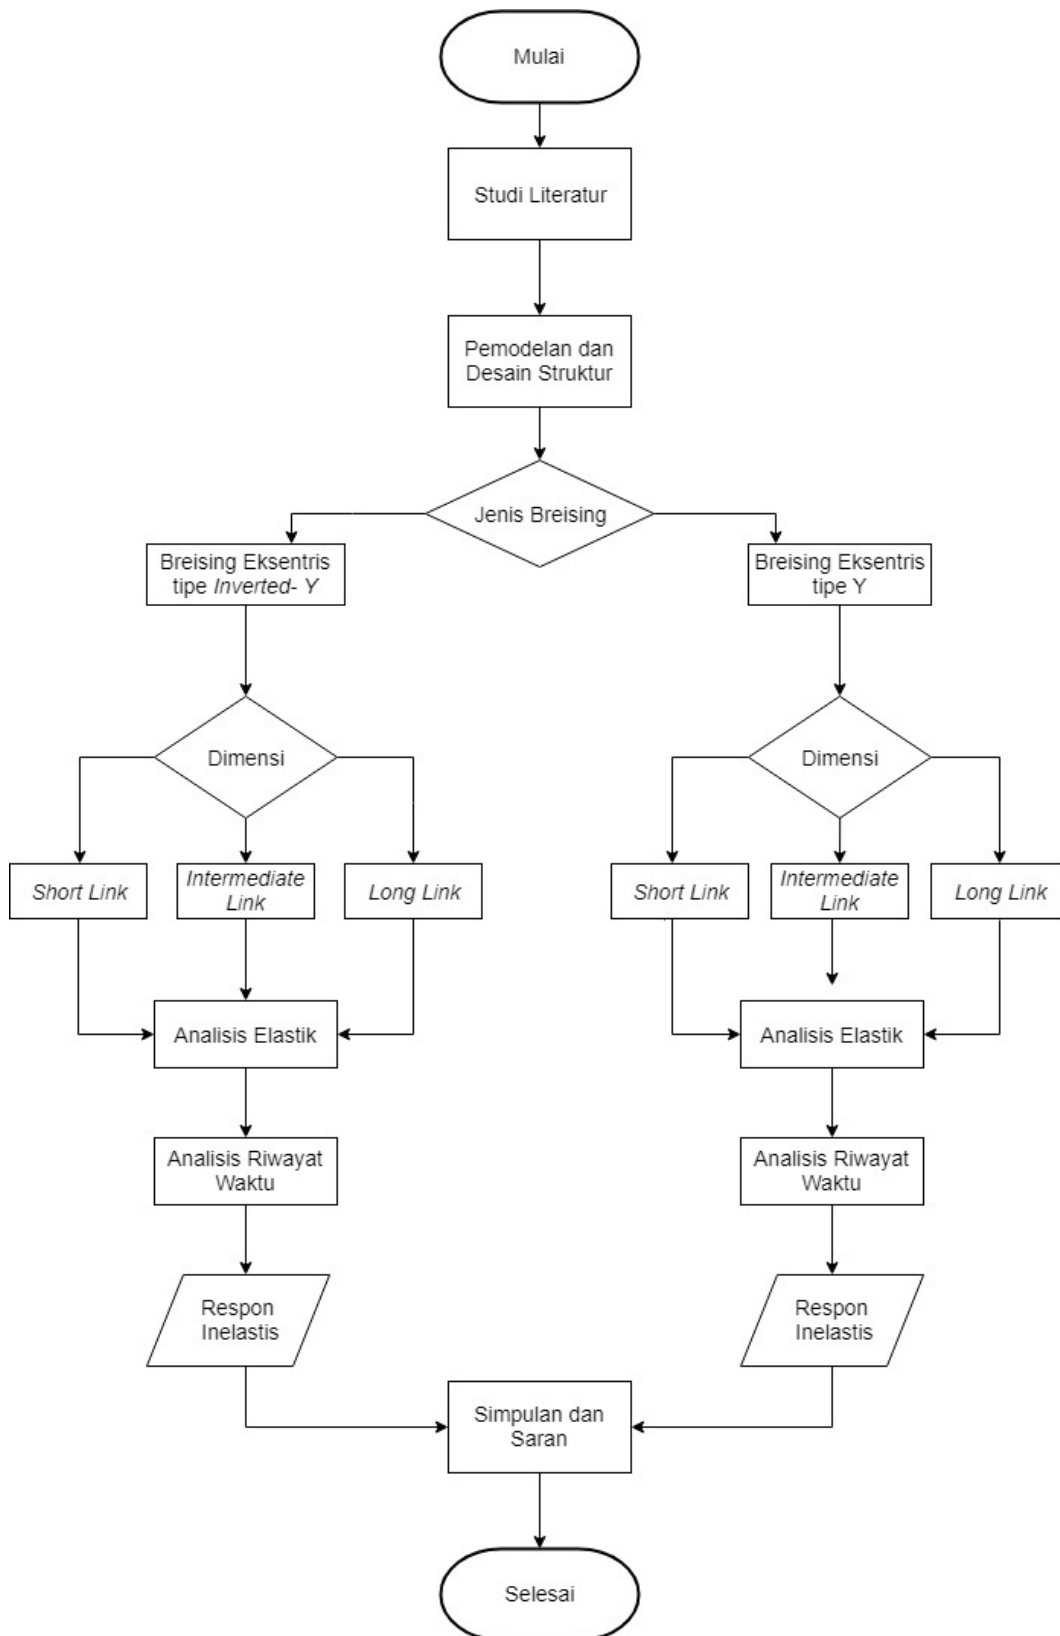 Mulai
Studi Literatur
Pemodelan dan
Desain Struktur
Jenis Breising
Breising Eksentris
tipe Inverted- Y
Breising Eksentris
tipe Y
Dimensi
Dimensi
Short Link
Intermediate
Link
Long Link
Short Link
Intermediate
Link
Long Link
Analisis Elastik
Analisis Elastik
Analisis Riwayat
Waktu
Analisis Riwayat
Waktu
Respon
Inelastis
Respon
Inelastis
Simpulan dan
Saran
Selesai